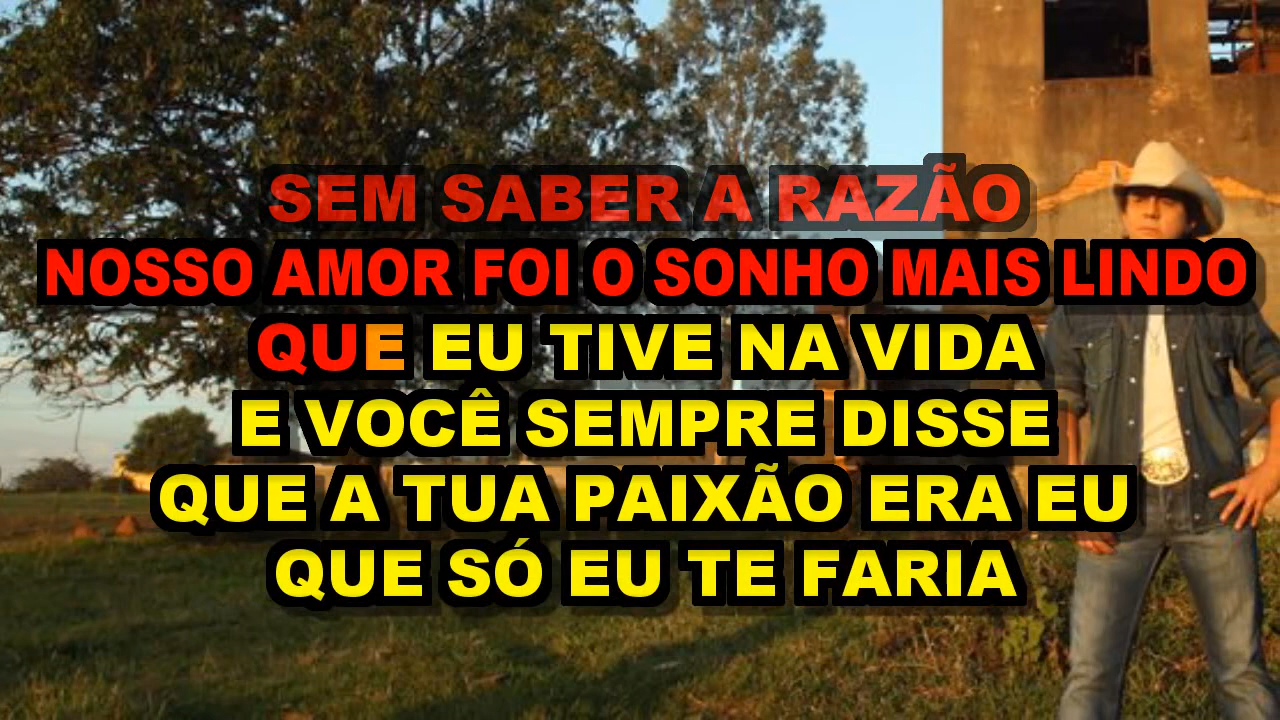 SEM SABER A RAZÃO
NOSSO AMOR FOI O SONHO MAIS LINDO
QUE EU TIVE NA VIDA
E VOCÊ SEMPRE DISSE
QUE A TUA PAIXÃO ERA EU
QUE SÓ EU TE FARIA